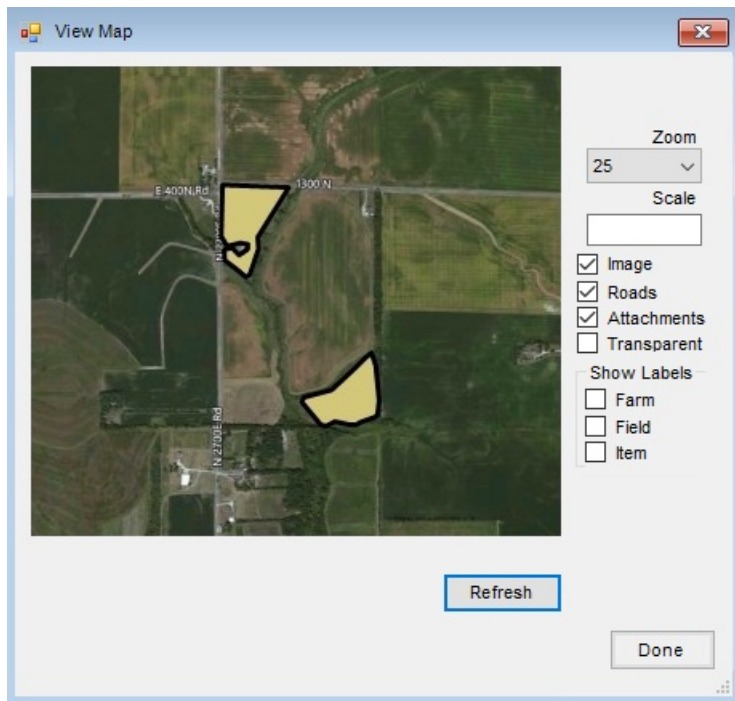 View Map
Zoom
25
Scale
Image
Roads
Attachments
Transparent
Show Labels
Farm
Field
Item
E 400N Rd
1300 N
N 2700E Rd
Refresh
Done